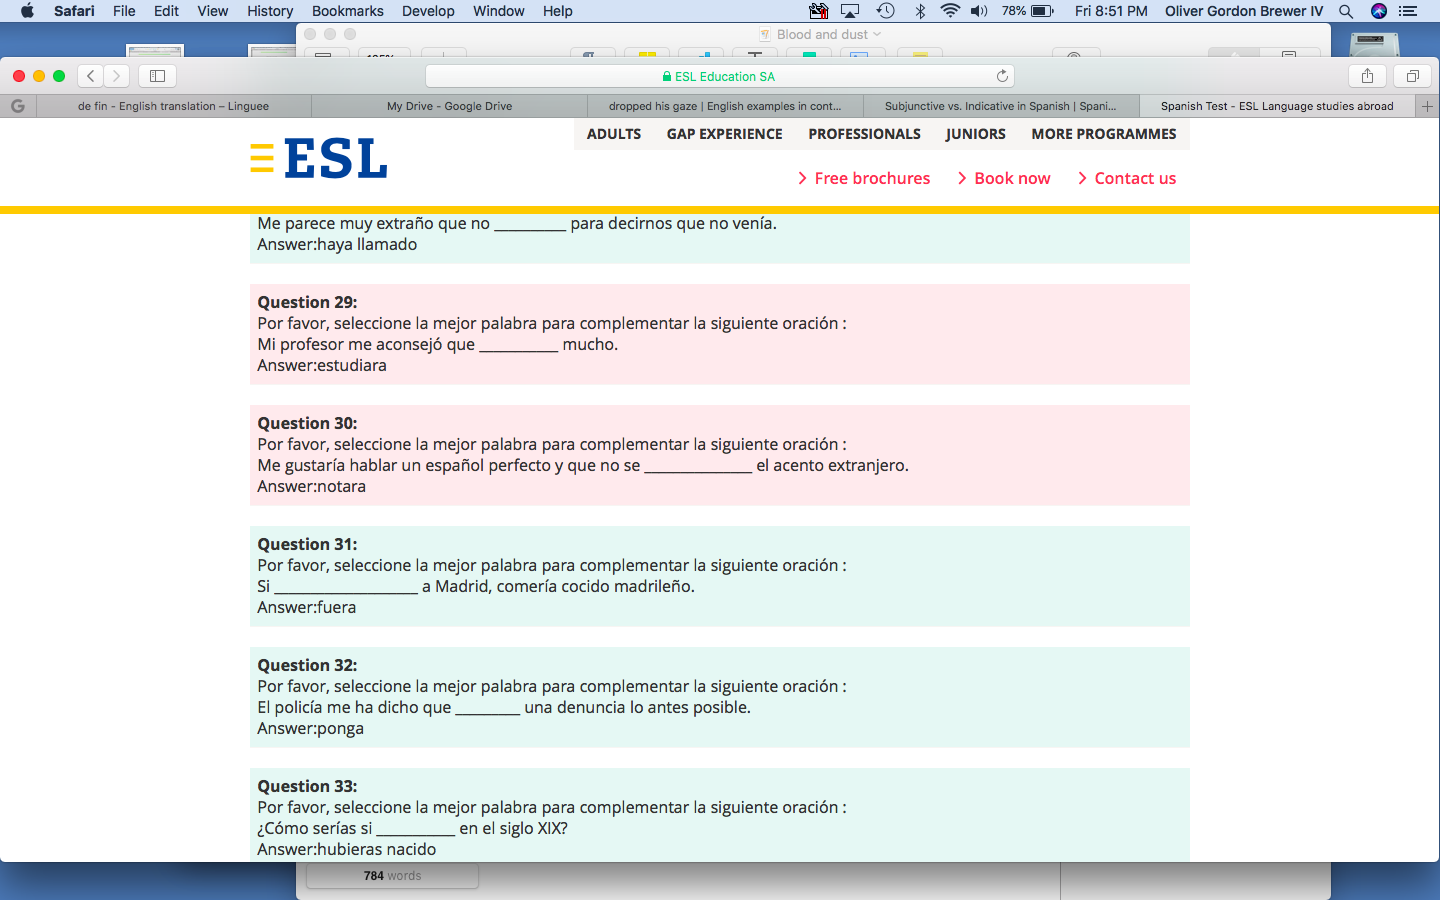 Safari File Edit View History Bookmarks Develop Window Help 78% Fri 8:51 PM Oliver Gordon Brewer IV
Blood and dust
ESL Education SA
G de fin - English translation – Linguee My Drive - Google Drive dropped his gaze | English examples in cont... Subjunctive vs. Indicative in Spanish | Spani... Spanish Test - ESL Language studies abroad
ADULTS GAP EXPERIENCE PROFESSIONALS JUNIORS MORE PROGRAMMES
ESL
Free brochures Book now Contact us
Me parece muy extraño que no _________ para decirnos que no venía.
Answer:haya llamado
Question 29:
Por favor, seleccione la mejor palabra para complementar la siguiente oración :
Mi profesor me aconsejó que __________ mucho.
Answer:estudiara
Question 30:
Por favor, seleccione la mejor palabra para complementar la siguiente oración :
Me gustaría hablar un español perfecto y que no se _____________ el acento extranjero.
Answer:notara
Question 31:
Por favor, seleccione la mejor palabra para complementar la siguiente oración :
Si __________________ a Madrid, comería cocido madrileño.
Answer:fuera
Question 32:
Por favor, seleccione la mejor palabra para complementar la siguiente oración :
El policía me ha dicho que ________ una denuncia lo antes posible.
Answer:ponga
Question 33:
Por favor, seleccione la mejor palabra para complementar la siguiente oración :
¿Cómo serías si __________ en el siglo XIX?
Answer:hubieras nacido
784 words